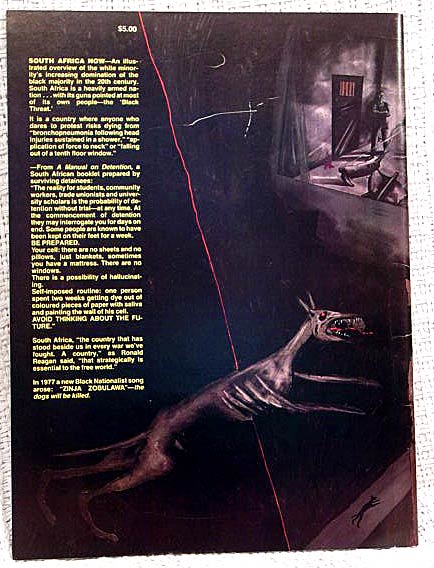 $5.00
SOUTH AFRICA NOW—An illus-
trated overview of the white minor-
ity's increasing domination of the
black majority in the 20th century.
South Africa is a heavily armed na-
tion . . . with its guns pointed at most
of its own people—the 'Black
Threat.'
It is a country where anyone who
dares to protest risks dying from
"bronchopneumonia following head
injuries sustained in a shower," "ap-
plication of force to neck" or "falling
out of a tenth floor window."
—From A Manual on Detention, a
South African booklet prepared by
surviving detainees:
"The reality for students, community
workers, trade unionists and univer-
sity scholars is the probability of de-
tention without trial—at any time. At
the commencement of detention
they may interrogate you for days on
end. Some people are known to have
been kept on their feet for a week.
BE PREPARED.
Your cell: there are no sheets and no
pillows, just blankets, sometimes
you have a mattress. There are no
windows.
There is a possibility of hallucinat-
ing.
Self-imposed routine: one person
spent two weeks getting dye out of
coloured pieces of paper with saliva
and painting the wall of his cell.
AVOID THINKING ABOUT THE FU-
TURE."
South Africa, "the country that has
stood beside us in every war we've
fought. A country," as Ronald
Reagan said, "that strategically is
essential to the free world."
In 1977 a new Black Nationalist song
arose: "ZINJA ZOBULAWA"—the
dogs will be killed.